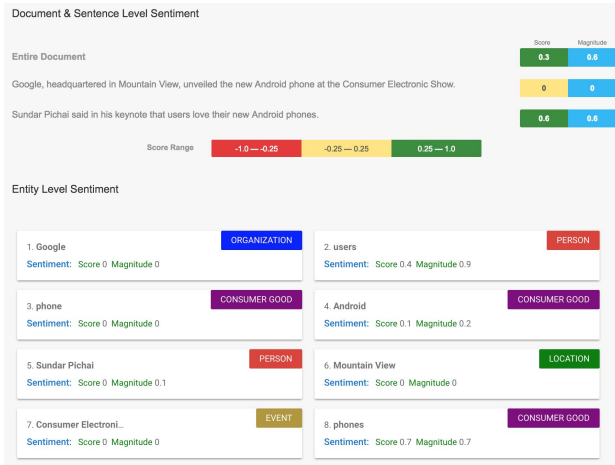 Document & Sentence Level Sentiment
Score Magnitude
Entire Document 0.3 0.6
Google, headquartered in Mountain View, unveiled the new Android phone at the Consumer Electronic Show. 0 0
Sundar Pichai said in his keynote that users love their new Android phones. 0.6 0.6
Score Range -1.0 — -0.25 -0.25 — 0.25 0.25 — 1.0
Entity Level Sentiment
1. Google ORGANIZATION
Sentiment: Score 0 Magnitude 0
2. users PERSON
Sentiment: Score 0.4 Magnitude 0.9
3. phone CONSUMER GOOD
Sentiment: Score 0 Magnitude 0
4. Android CONSUMER GOOD
Sentiment: Score 0.1 Magnitude 0.2
5. Sundar Pichai PERSON
Sentiment: Score 0 Magnitude 0.1
6. Mountain View LOCATION
Sentiment: Score 0 Magnitude 0
7. Consumer Electroni… EVENT
Sentiment: Score 0 Magnitude 0
8. phones CONSUMER GOOD
Sentiment: Score 0.7 Magnitude 0.7